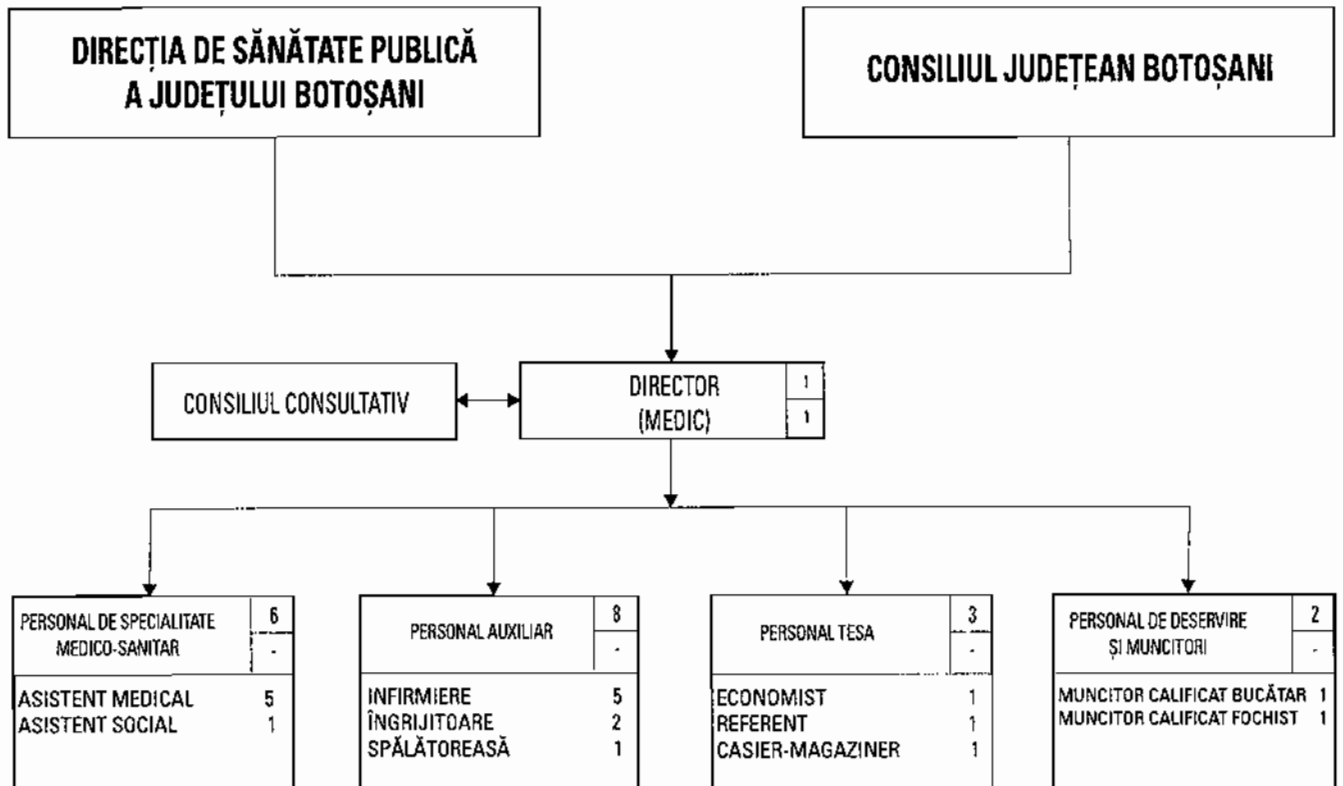 DIRECȚIA DE SĂNĂTATE PUBLICĂ
A JUDEȚULUI BOTOȘANI
CONSILIUL JUDEȚEAN BOTOȘANI
CONSILIUL CONSULTATIV
DIRECTOR
(MEDIC)
1
1
PERSONAL DE SPECIALITATE
MEDICO-SANITAR
6
-
ASISTENT MEDICAL 5
ASISTENT SOCIAL 1
PERSONAL AUXILIAR
8
-
INFIRMIERE 5
ÎNGRIJITOARE 2
SPĂLĂTOREASĂ 1
PERSONAL TESA
3
-
ECONOMIST 1
REFERENT 1
CASIER-MAGAZINER 1
PERSONAL DE DESERVIRE
ȘI MUNCITORI
2
-
MUNCITOR CALIFICAT BUCĂTAR 1
MUNCITOR CALIFICAT FOCHIST 1